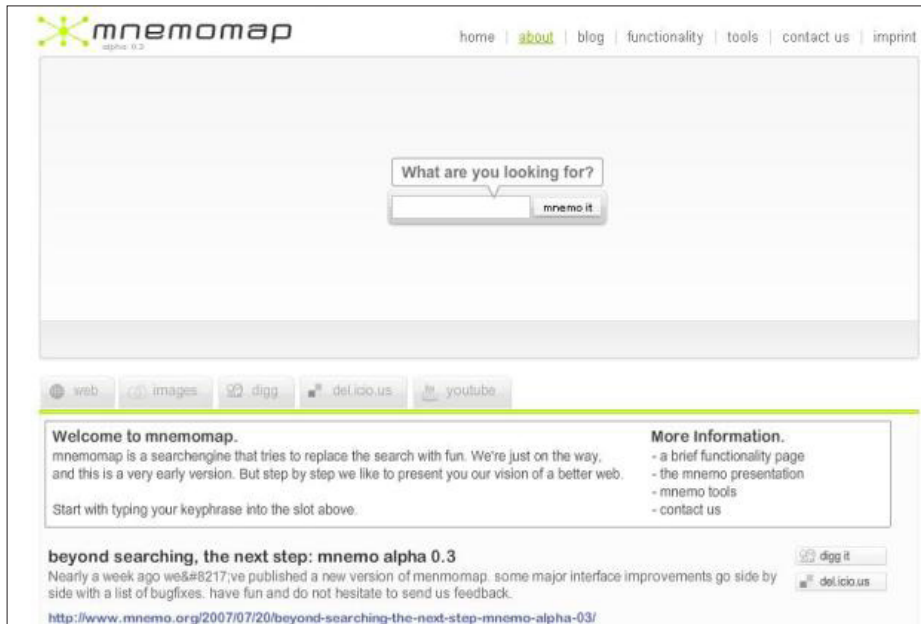 mnemomap
alpha 0.3
home | about | blog | functionality | tools | contact us | imprint
What are you looking for?
mnemo it
web
images
digg
del.icio.us
youtube
Welcome to mnemomap.
mnemomap is a searchengine that tries to replace the search with fun. We're just on the way,
and this is a very early version. But step by step we like to present you our vision of a better web.
Start with typing your keyphrase into the slot above.
More Information.
- a brief functionality page
- the mnemo presentation
- mnemo tools
- contact us
beyond searching, the next step: mnemo alpha 0.3
Nearly a week ago we&#8217;ve published a new version of menmomap. some major interface improvements go side by
side with a list of bugfixes. have fun and do not hesitate to send us feedback.
http://www.mnemo.org/2007/07/20/beyond-searching-the-next-step-mnemo-alpha-03/
digg it
del.icio.us